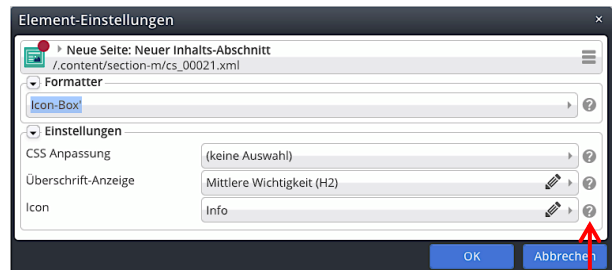 Element-Einstellungen ×
Neue Seite: Neuer Inhalts-Abschnitt
/.content/section-m/cs_00021.xml
Formatter
Icon-Box'
Einstellungen
CSS Anpassung (keine Auswahl)
Überschrift-Anzeige Mittlere Wichtigkeit (H2)
Icon Info
OK Abbrechen